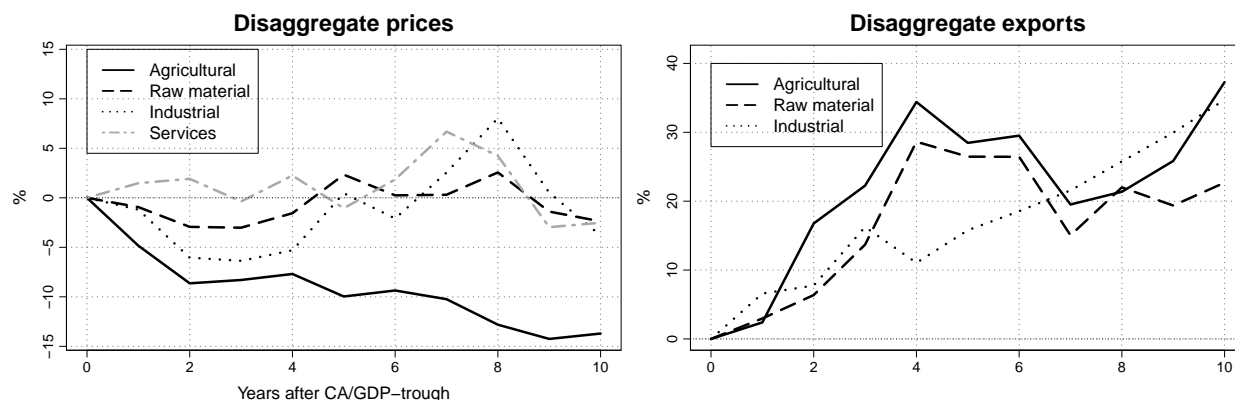 Disaggregate prices
%
15
10
5
0
−5
−10
−15
Agricultural
Raw material
Industrial
Services
0 2 4 6 8 10
Years after CA/GDP−trough
Disaggregate exports
%
40
30
20
10
0
Agricultural
Raw material
Industrial
0 2 4 6 8 10